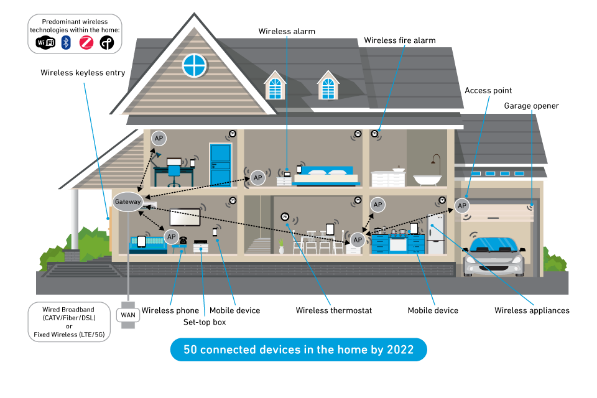 Predominant wireless
technologies within the home:
Wi Fi
Wireless alarm
Wireless fire alarm
Wireless keyless entry
Access point
Garage opener
AP
AP
Gateway
AP
AP
AP
AP
Wired Broadband
(CATV/Fiber/DSL)
or
Fixed Wireless (LTE/5G)
WAN
Wireless phone
Set-top box
Mobile device
Wireless thermostat
Mobile device
Wireless appliances
50 connected devices in the home by 2022